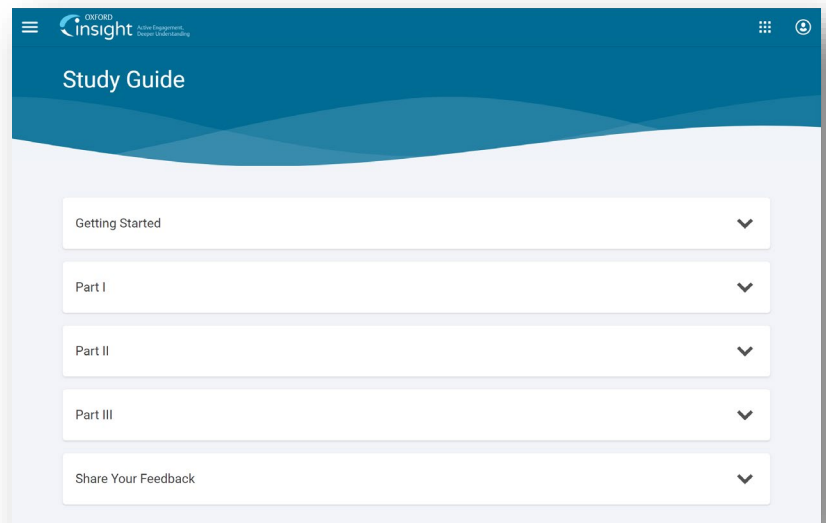 OXFORD
insight
Active Engagement,
Deeper Understanding
Study Guide
Getting Started
Part I
Part II
Part III
Share Your Feedback